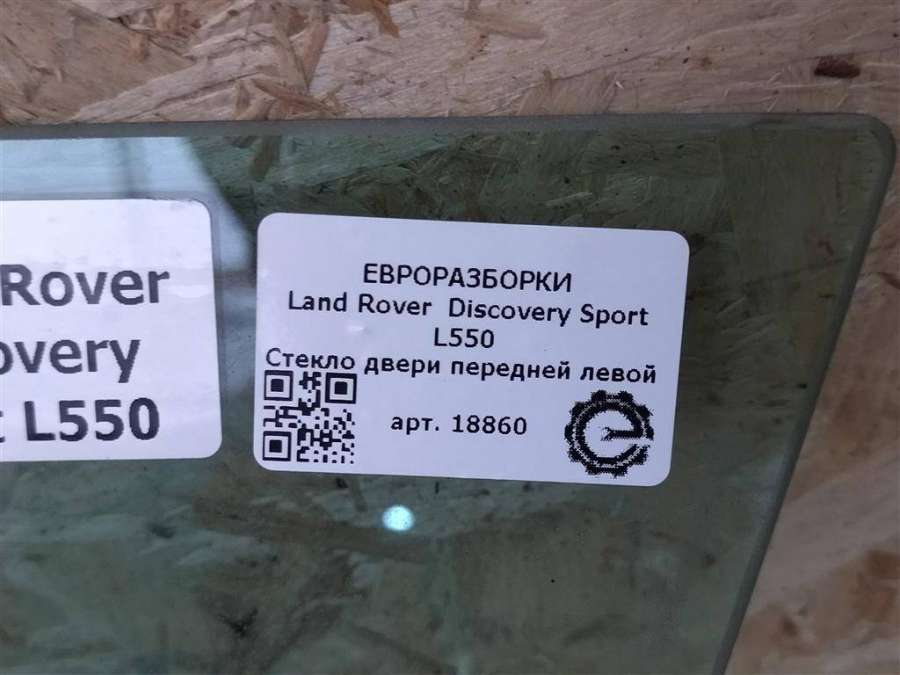 Rover
overy
L550
ЕВРОРАЗБОРКИ
Land Rover Discovery Sport
L550
Стекло двери передней левой
арт. 18860